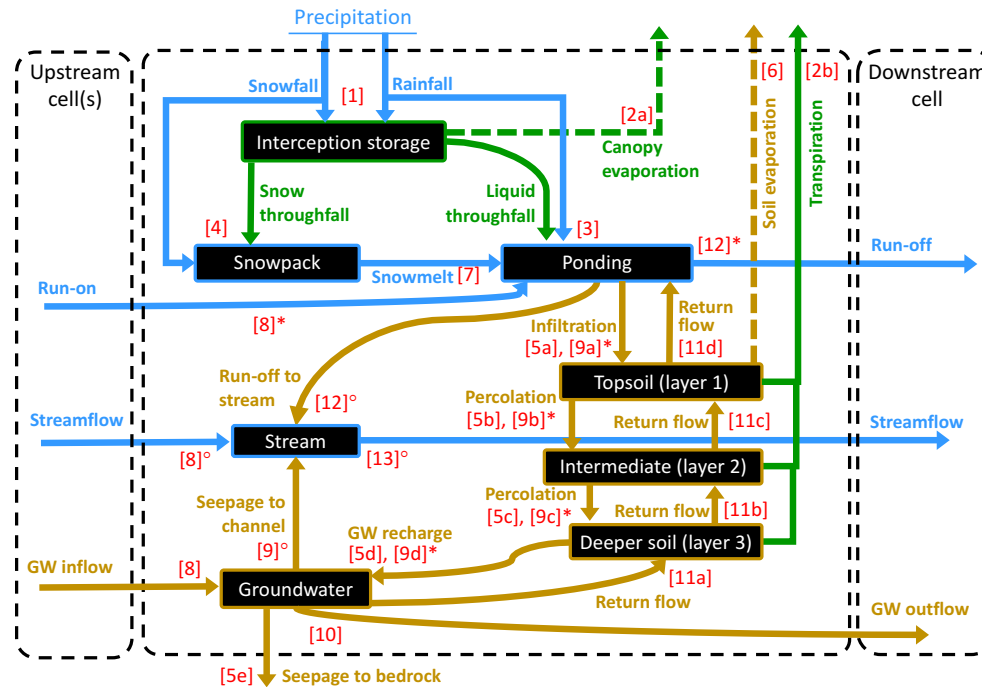 Precipitation
Upstream
cell(s)
Downstream
cell
Snowfall
Rainfall
[1]
[6]
[2b]
[2a]
Interception storage
Canopy
evaporation
Soil evaporation
Transpiration
Snow
throughfall
Liquid
throughfall
[4]
[3]
[12]*
Run-off
Snowpack
Snowmelt
[7]
Ponding
Run-on
[8]*
Infiltration
[5a], [9a]*
Return
flow
[11d]
Run-off to
stream
[12]°
Topsoil (layer 1)
Percolation
[5b], [9b]*
Return flow
[11c]
Streamflow
[8]°
Stream
[13]°
Streamflow
Intermediate (layer 2)
Percolation
[5c], [9c]*
Return flow
[11b]
Seepage to
channel
[9]°
GW recharge
[5d], [9d]*
Deeper soil (layer 3)
GW inflow
[8]
Groundwater
[11a]
Return flow
GW outflow
[10]
[5e]
Seepage to bedrock